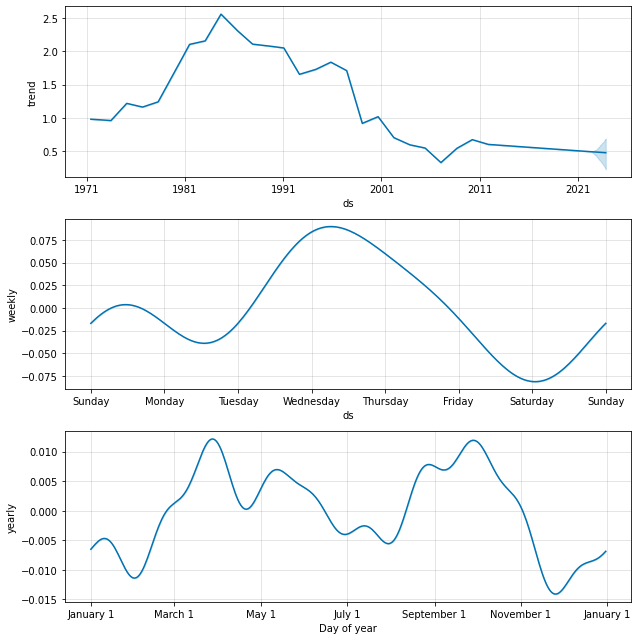 2.5
2.0
1.5
1.0
0.5
trend
1971 1981 1991 2001 2011 2021
ds
0.075
0.050
0.025
0.000
−0.025
−0.050
−0.075
weekly
Sunday Monday Tuesday Wednesday Thursday Friday Saturday Sunday
ds
0.010
0.005
0.000
−0.005
−0.010
−0.015
yearly
January 1 March 1 May 1 July 1 September 1 November 1 January 1
Day of year